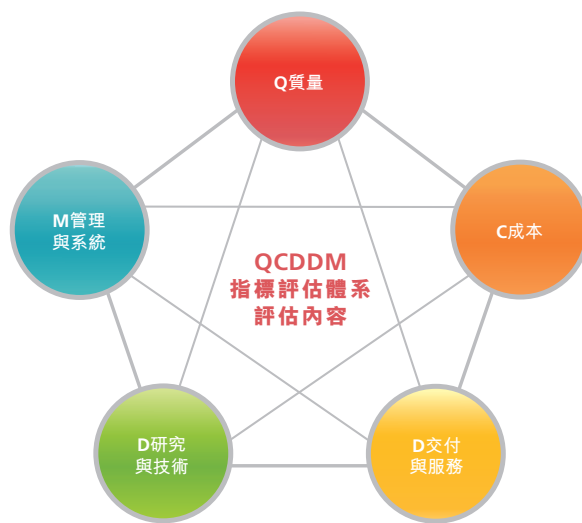 Q質量
M管理
與系統
C成本
QCDDM
指標評估體系
評估內容
D研究
與技術
D交付
與服務